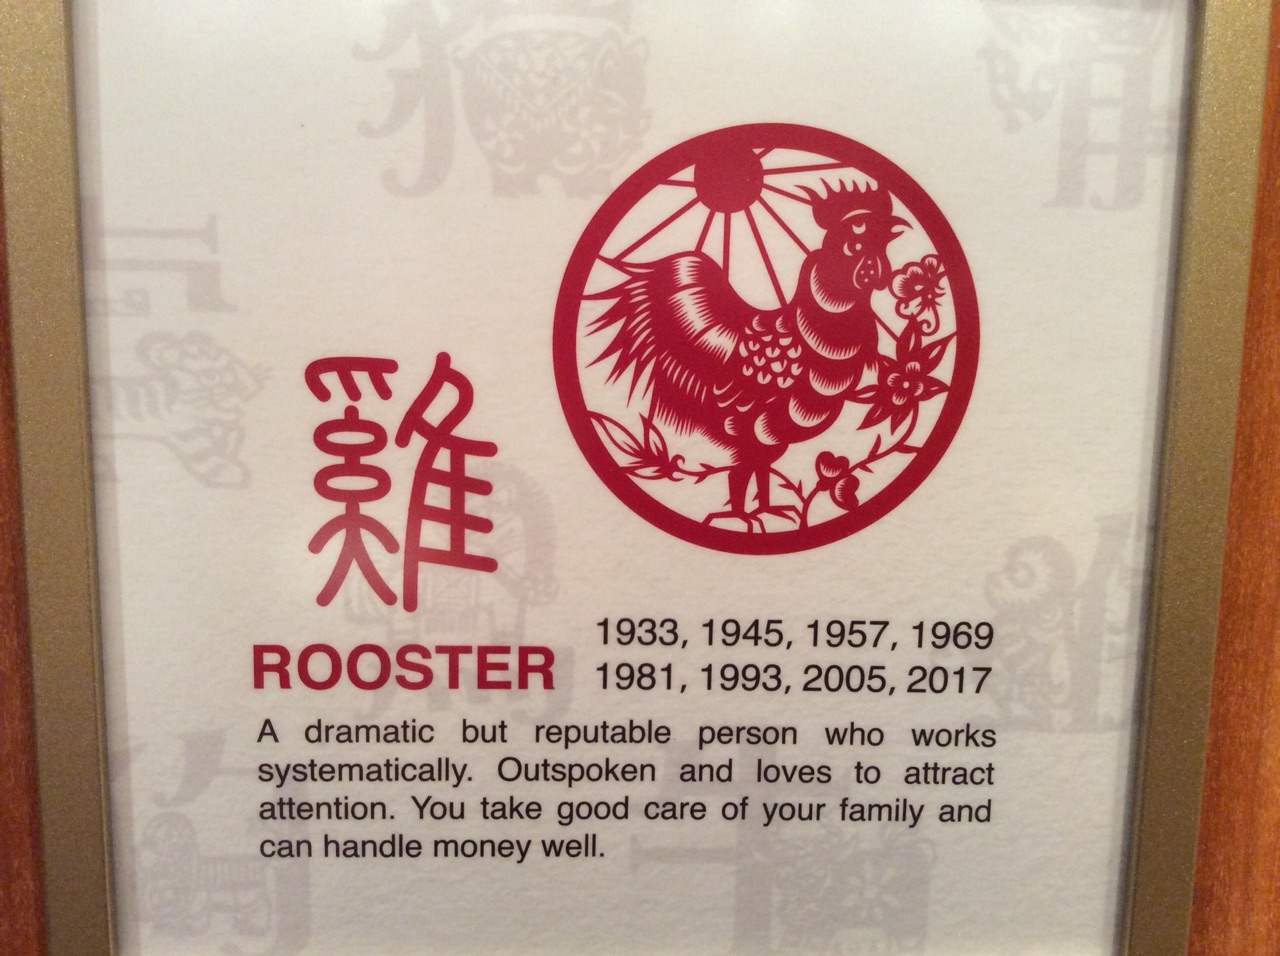 雞
ROOSTER
1933, 1945, 1957, 1969
1981, 1993, 2005, 2017
A dramatic but reputable person who works
systematically. Outspoken and loves to attract
attention. You take good care of your family and
can handle money well.